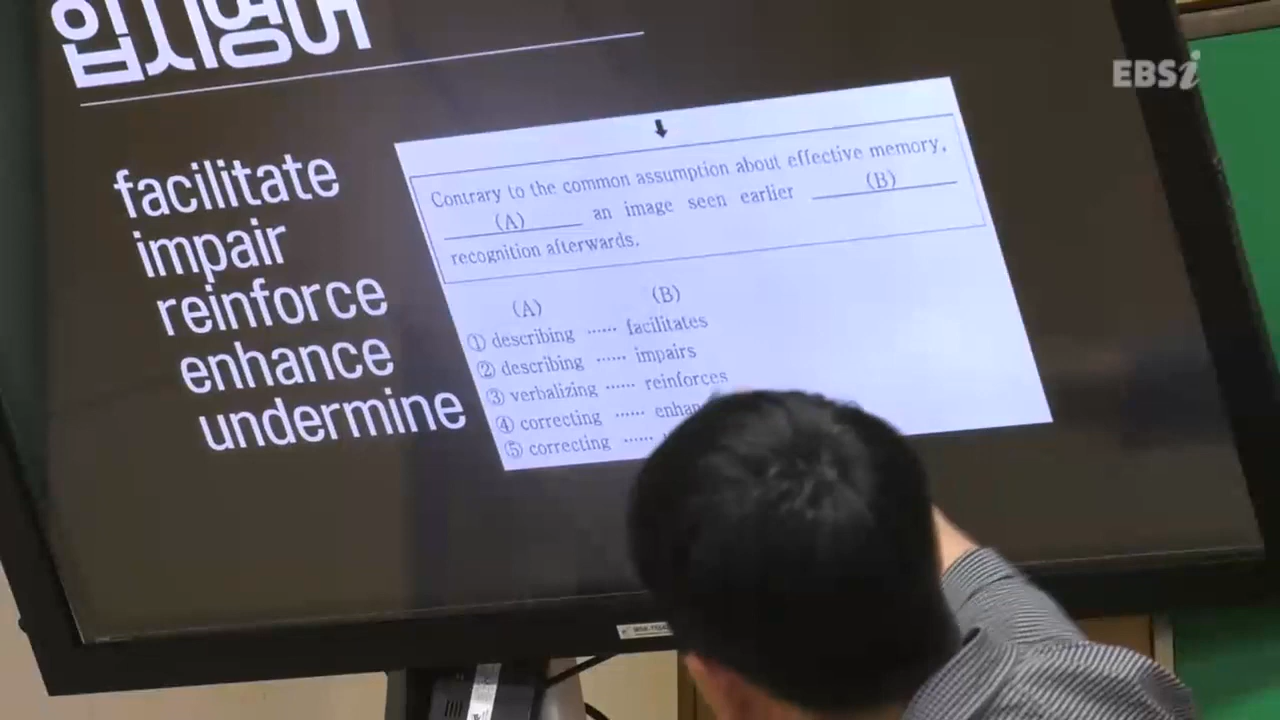 입시영어
EBSi
facilitate
impair
reinforce
enhance
undermine
Contrary to the common assumption about effective memory,
(A) an image seen earlier (B)
recognition afterwards.
(A) (B)
① describing ...... facilitates
② describing ...... impairs
③ verbalizing ...... reinforces
④ correcting ......
⑤ correcting ......